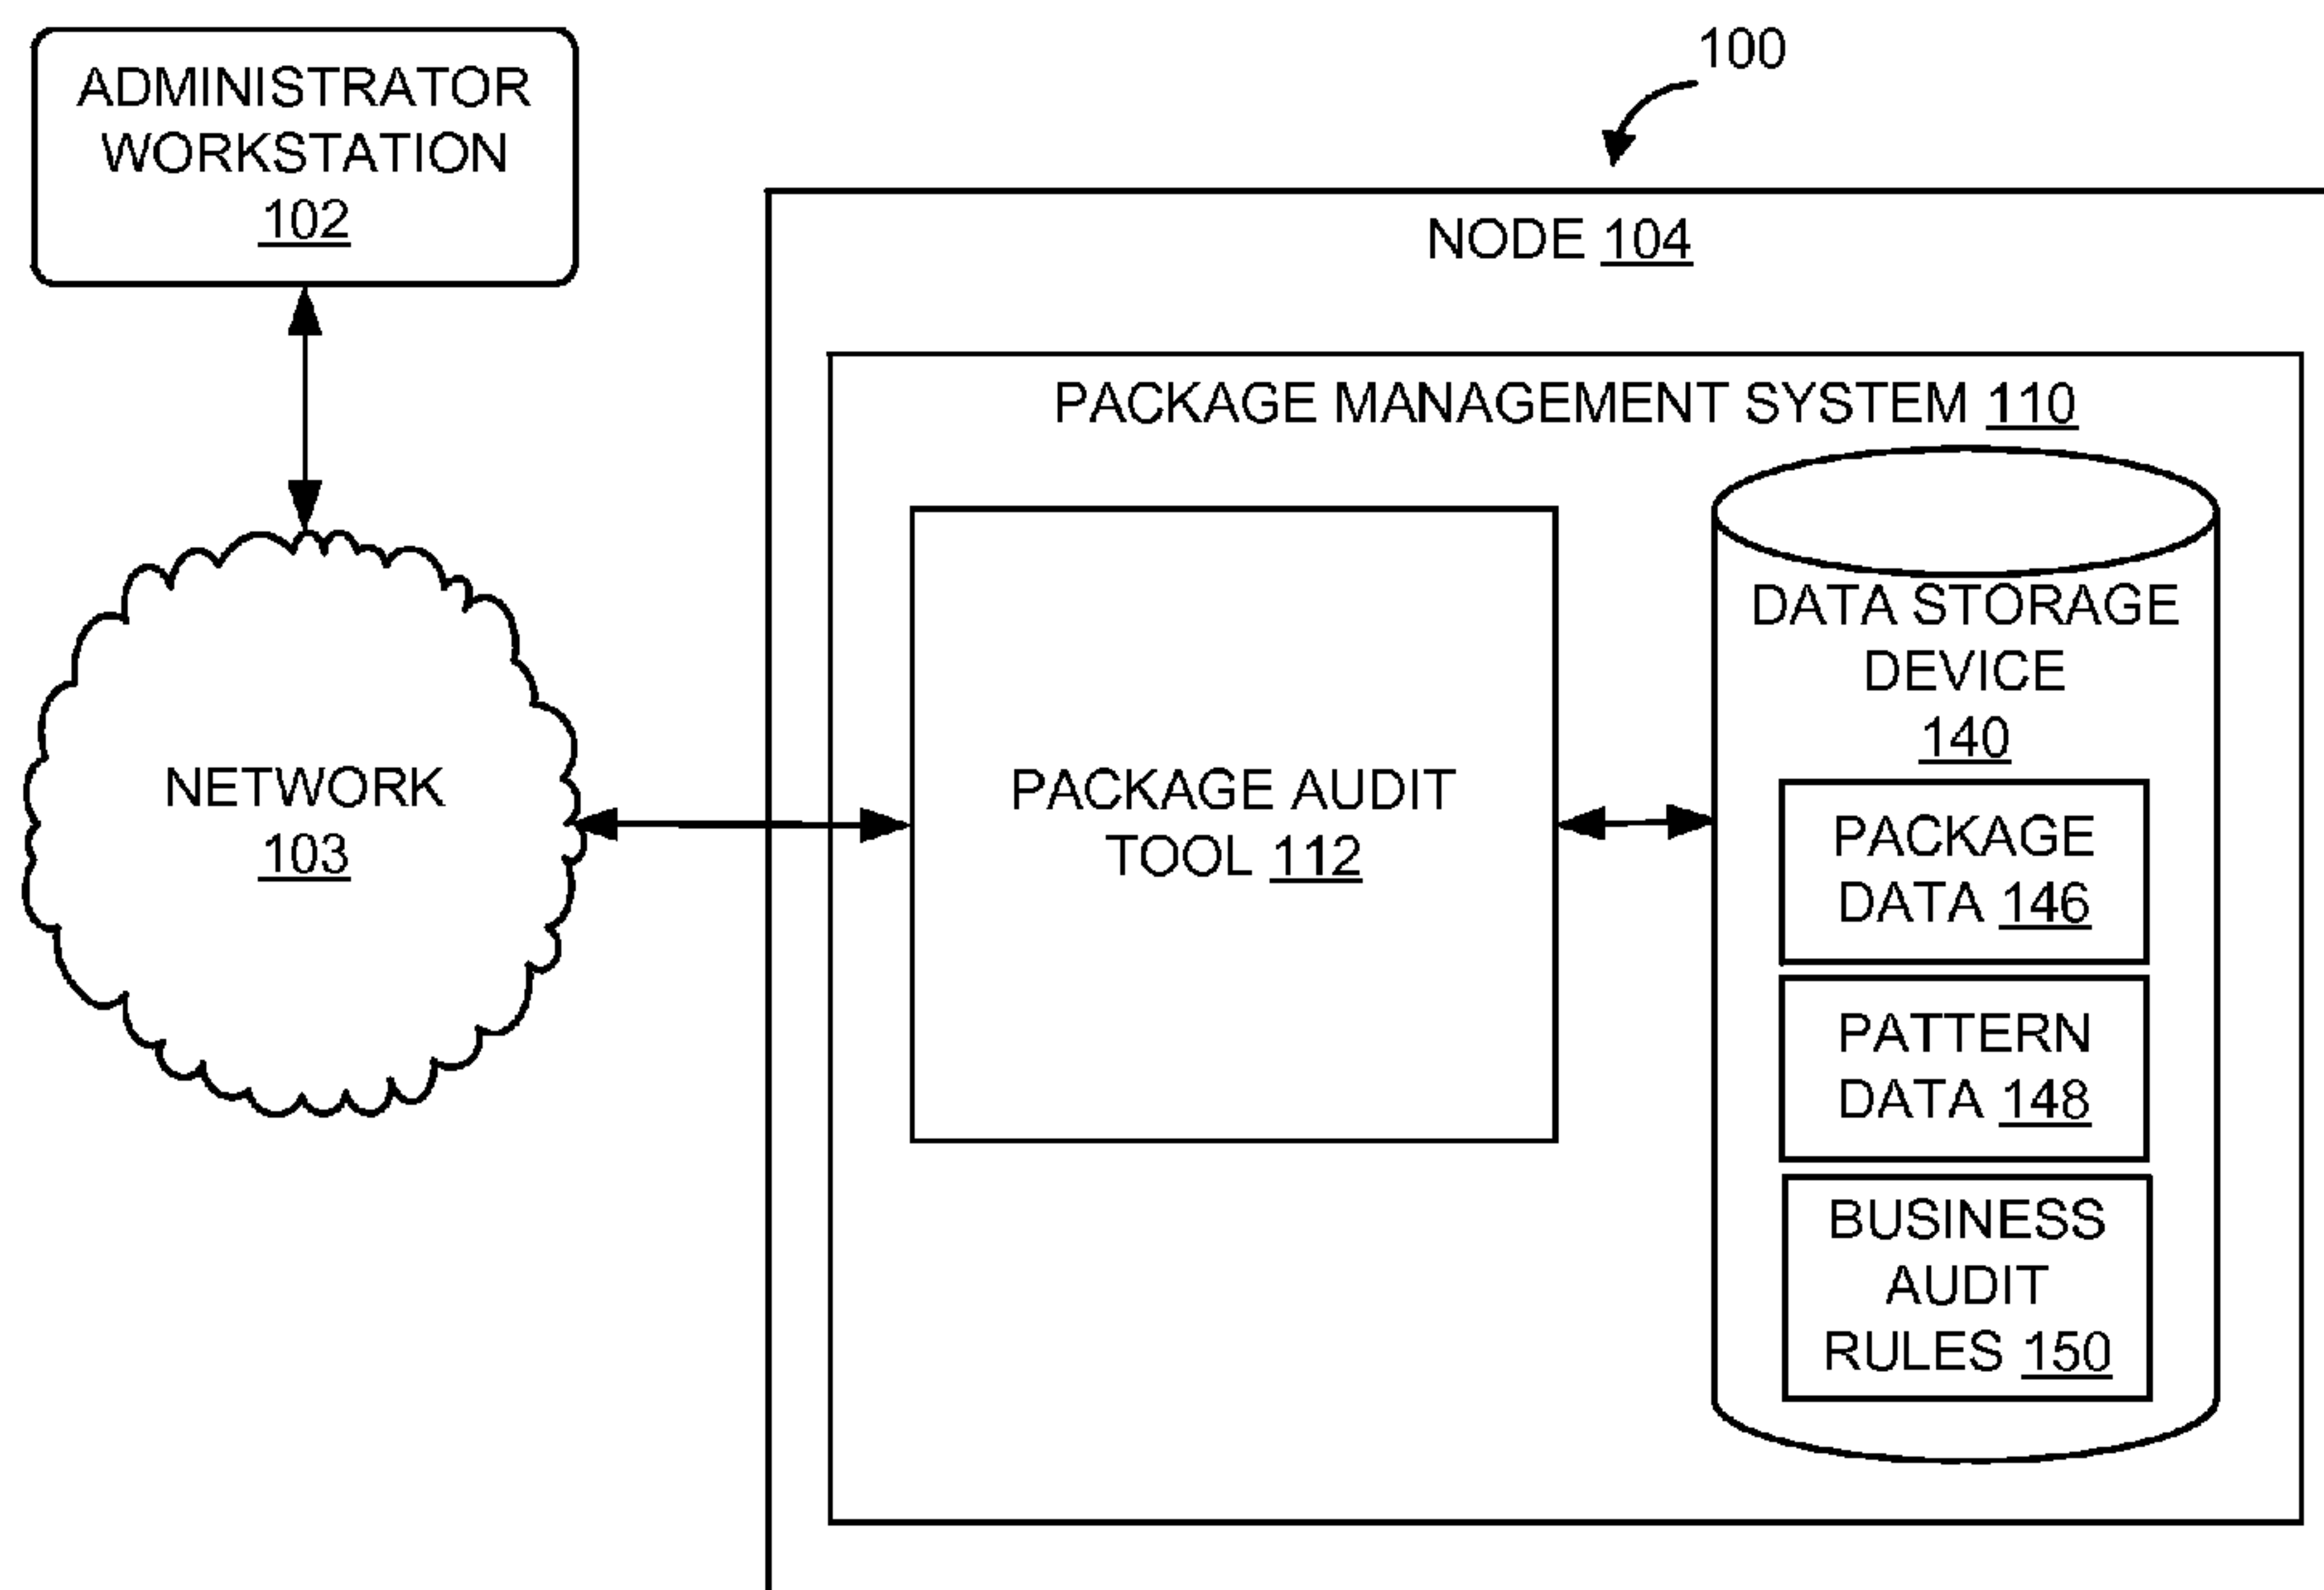 ADMINISTRATOR
WORKSTATION
102
100
NODE 104
PACKAGE MANAGEMENT SYSTEM 110
NETWORK
103
PACKAGE AUDIT
TOOL 112
DATA STORAGE
DEVICE
140
PACKAGE
DATA 146
PATTERN
DATA 148
BUSINESS
AUDIT
RULES 150